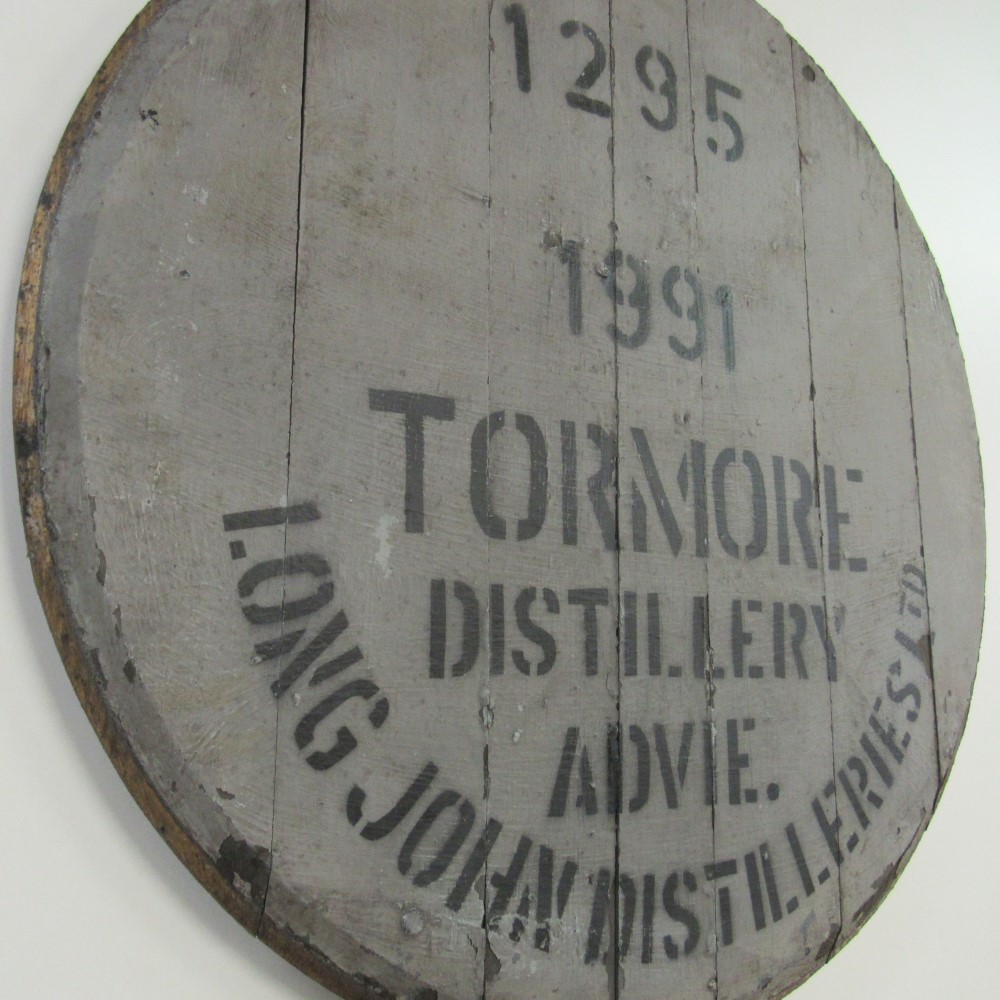 1295
1991
TORMORE
DISTILLERY
ADVIE.
LONG JOHN DISTILLERIES LTD.